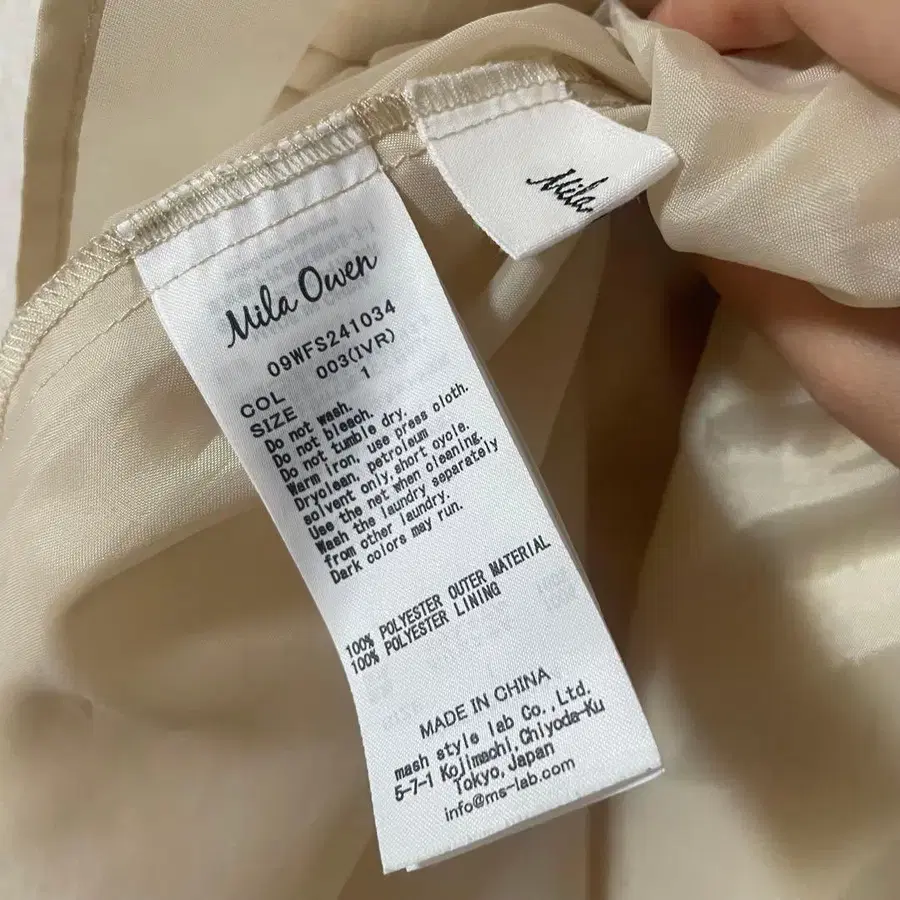 Mila Owen
09WFS241034
COL 003(IVR)
SIZE 1
Do not wash.
Do not bleach.
Do not tumble dry.
Warm iron, use press cloth.
Dryclean, petroleum
solvent only, short cycle.
Use the net when cleaning.
Wash the laundry separately
from other laundry.
Dark colors may run.
100% POLYESTER OUTER MATERIAL
100% POLYESTER LINING
MADE IN CHINA
mash style lab Co.,Ltd.
5-7-1 Kojimachi,Chiyoda-Ku
Tokyo, Japan
info@ms-lab.com
Mila